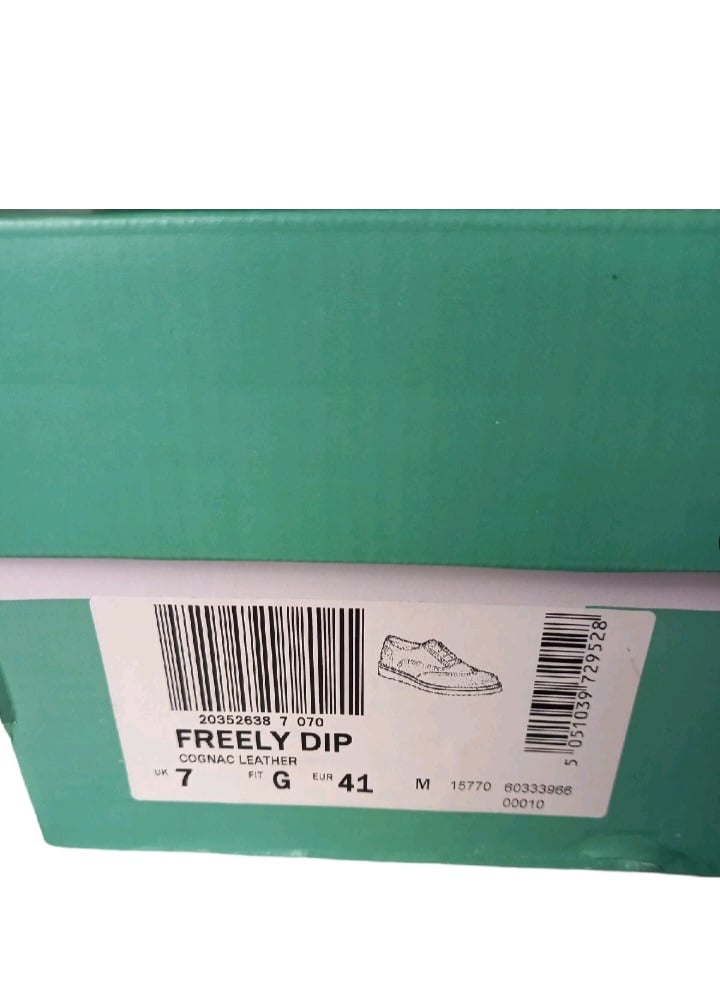 20352638 7 070
FREELY DIP
COGNAC LEATHER
UK 7 FIT G EUR 41 M 15770 60333966
00010
5 051039 729528